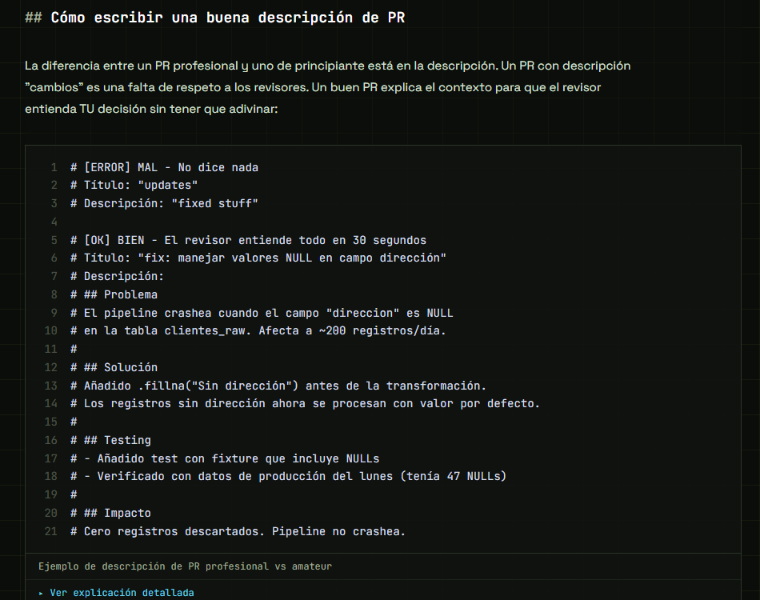 ## Cómo escribir una buena descripción de PR
La diferencia entre un PR profesional y uno de principiante está en la descripción. Un PR con descripción
"cambios" es una falta de respeto a los revisores. Un buen PR explica el contexto para que el revisor
entienda TU decisión sin tener que adivinar:
1 # [ERROR] MAL - No dice nada
2 # Título: "updates"
3 # Descripción: "fixed stuff"
4
5 # [OK] BIEN - El revisor entiende todo en 30 segundos
6 # Título: "fix: manejar valores NULL en campo dirección"
7 # Descripción:
8 # ## Problema
9 # El pipeline crashea cuando el campo "direccion" es NULL
10 # en la tabla clientes_raw. Afecta a ~200 registros/día.
11 #
12 # ## Solución
13 # Añadido .fillna("Sin dirección") antes de la transformación.
14 # Los registros sin dirección ahora se procesan con valor por defecto.
15 #
16 # ## Testing
17 # - Añadido test con fixture que incluye NULLs
18 # - Verificado con datos de producción del lunes (tenía 47 NULLs)
19 #
20 # ## Impacto
21 # Cero registros descartados. Pipeline no crashea.
Ejemplo de descripción de PR profesional vs amateur
▸ Ver explicación detallada